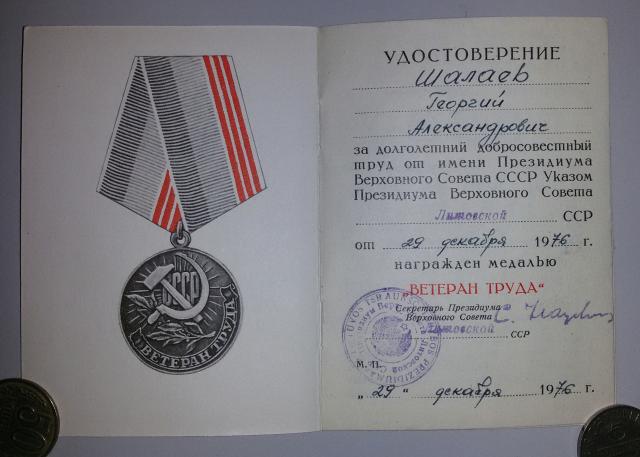 СССР
ВЕТЕРАН ТРУДА
УДОСТОВЕРЕНИЕ
Шалаев
Георгий
Александрович
за долголетний добросовестный
труд от имени Президиума
Верховного Совета СССР Указом
Президиума Верховного Совета
Литовской ССР
от 29 декабря 1976 г.
награжден медалью
"ВЕТЕРАН ТРУДА"
Секретарь Президиума
Верховного Совета
Литовской ССР
М. П.
„29" декабря 1976 г.
50